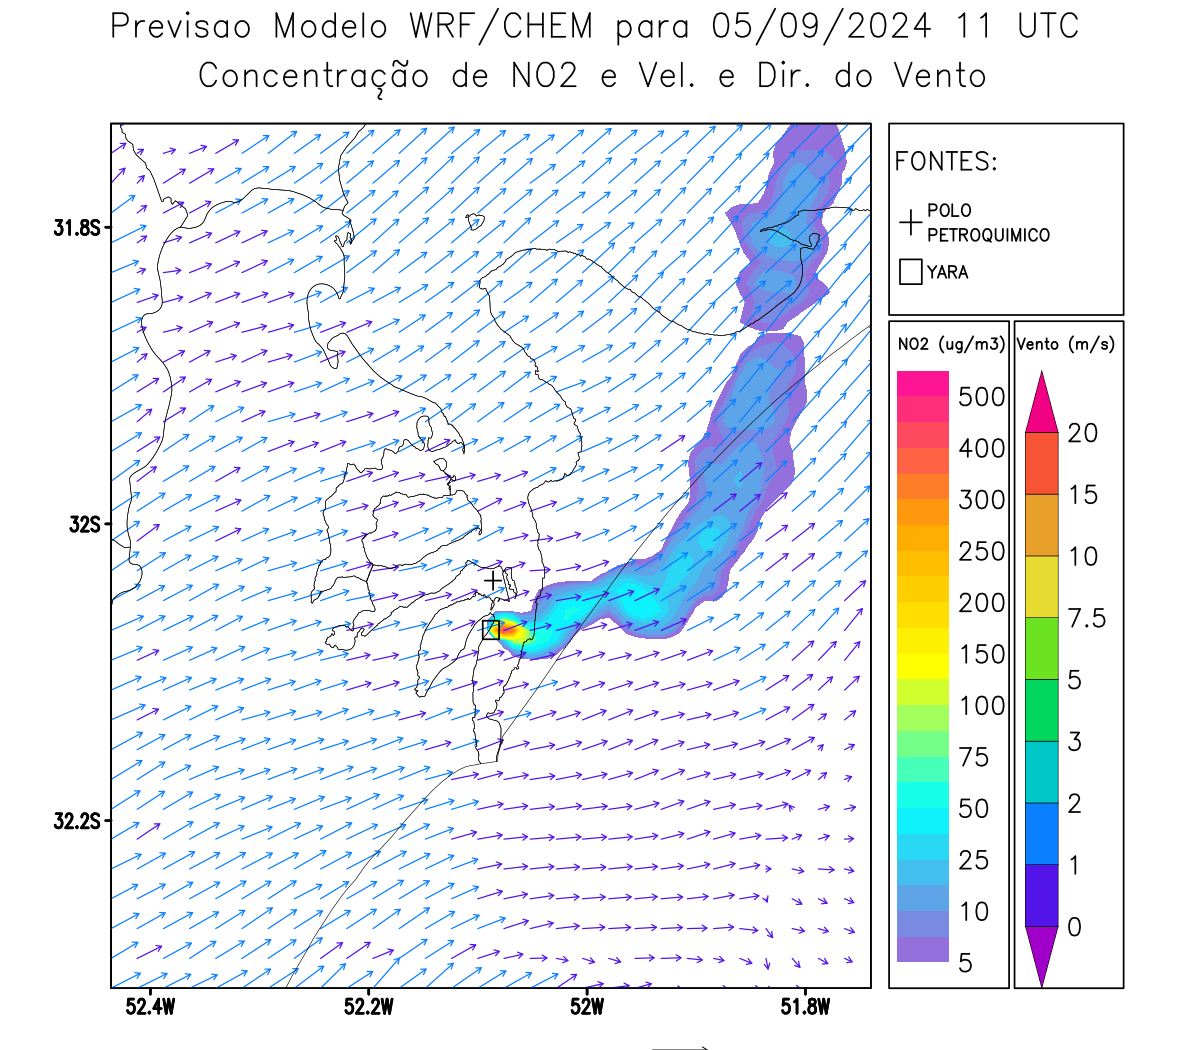 Previsao Modelo WRF/CHEM para 05/09/2024 11 UTC
Concentração de NO2 e Vel. e Dir. do Vento
FONTES:
POLO
PETROQUIMICO
YARA
NO2 (ug/m3)
500
400
300
250
200
150
100
75
50
25
10
5
Vento (m/s)
20
15
10
7.5
5
3
2
1
0
31.8S
32S
32.2S
52.4W
52.2W
52W
51.8W